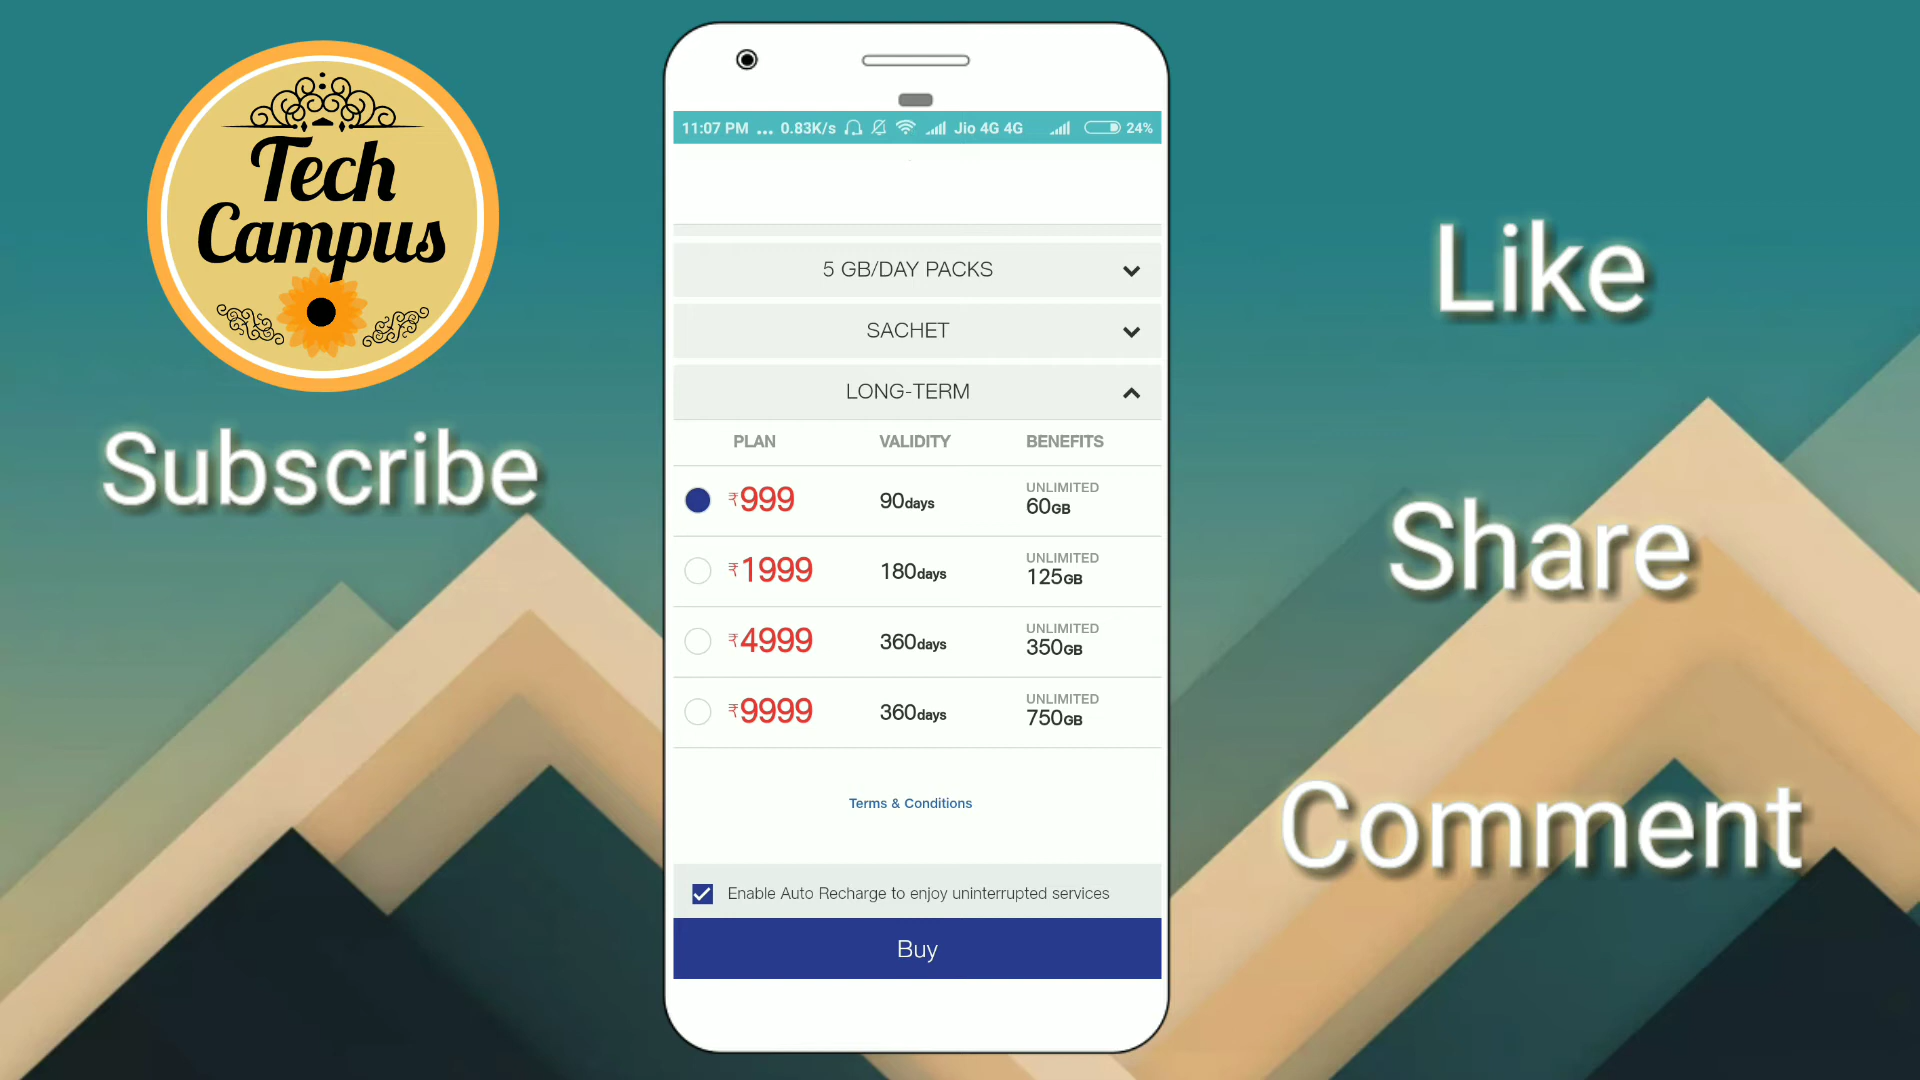 Tech
Campus
Subscribe
11:07 PM ... 0.83K/s Jio 4G 4G 24%
5 GB/DAY PACKS
SACHET
LONG-TERM
PLAN VALIDITY BENEFITS
₹999 90days UNLIMITED 60GB
₹1999 180days UNLIMITED 125GB
₹4999 360days UNLIMITED 350GB
₹9999 360days UNLIMITED 750GB
Terms & Conditions
Enable Auto Recharge to enjoy uninterrupted services
Buy
Like
Share
Comment